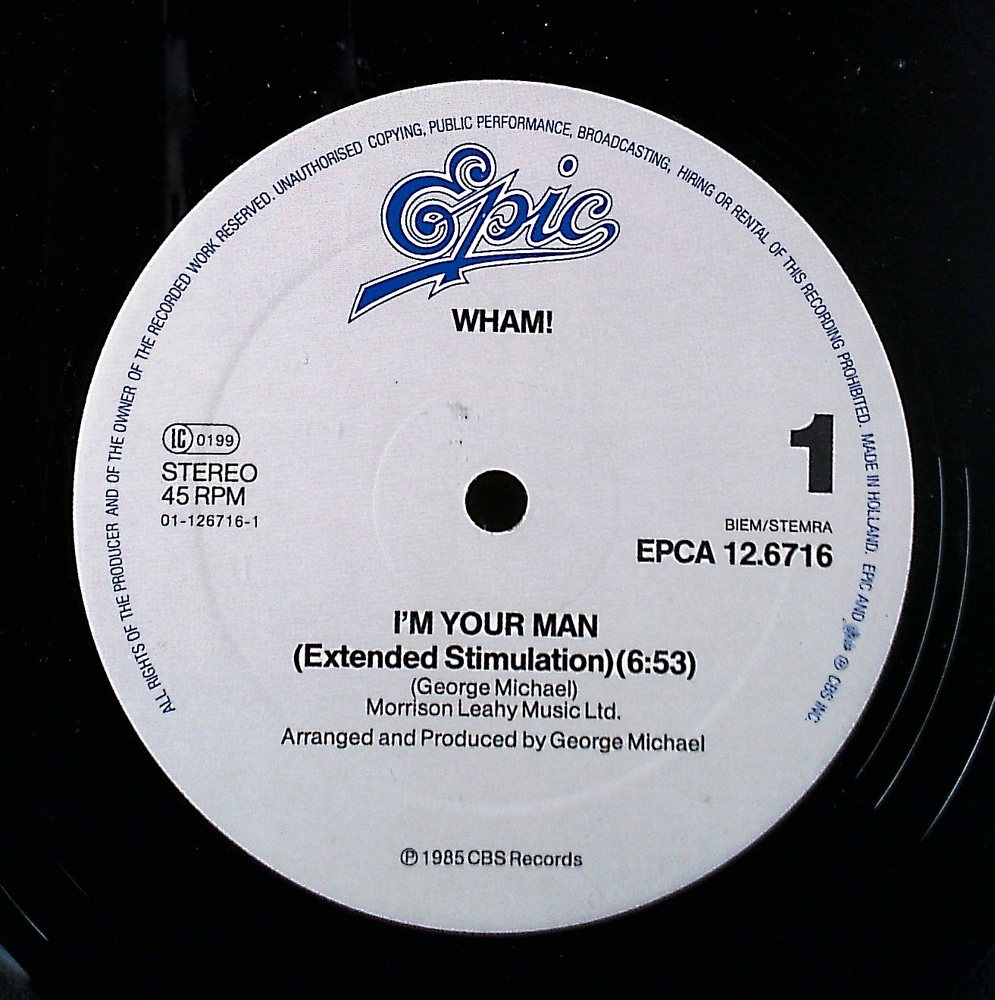 ALL RIGHTS OF THE PRODUCER AND OF THE OWNER OF THE RECORDED WORK RESERVED. UNAUTHORISED COPYING, PUBLIC PERFORMANCE, BROADCASTING, HIRING OR RENTAL OF THIS RECORDING PROHIBITED. MADE IN HOLLAND. EPIC AND Epic ℗ CBS INC.
Epic
WHAM!
LC 0199
STEREO
45 RPM
01-126716-1
1
BIEM/STEMRA
EPCA 12.6716
I'M YOUR MAN
(Extended Stimulation)(6:53)
(George Michael)
Morrison Leahy Music Ltd.
Arranged and Produced by George Michael
℗ 1985 CBS Records